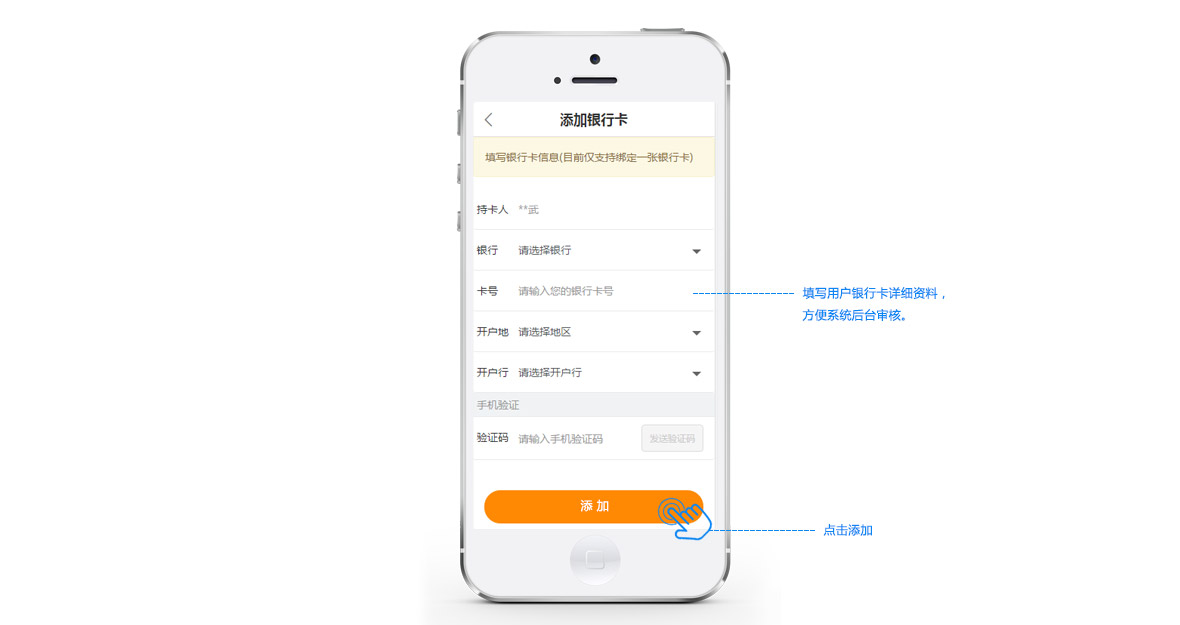 添加银行卡
填写银行卡信息(目前仅支持绑定一张银行卡)
持卡人 **武
银行 请选择银行
卡号 请输入您的银行卡号
填写用户银行卡详细资料，
方便系统后台审核。
开户地 请选择地区
开户行 请选择开户行
手机验证
验证码 请输入手机验证码 发送验证码
添 加
点击添加